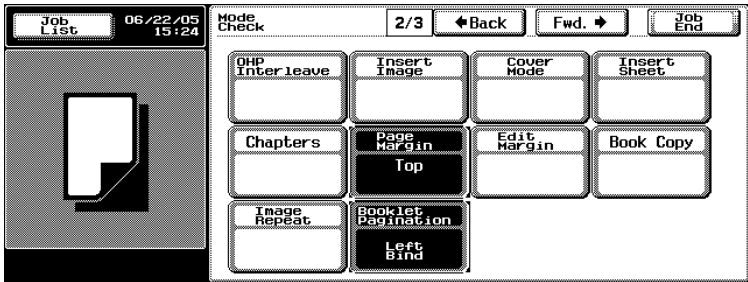 Job
List
06/22/05
15:24
Mode
Check
2/3
Back
Fwd.
Job
End
OHP
Interleave
Insert
Image
Cover
Mode
Insert
Sheet
Chapters
Page
Margin
Top
Edit
Margin
Book Copy
Image
Repeat
Booklet
Pagination
Left
Bind